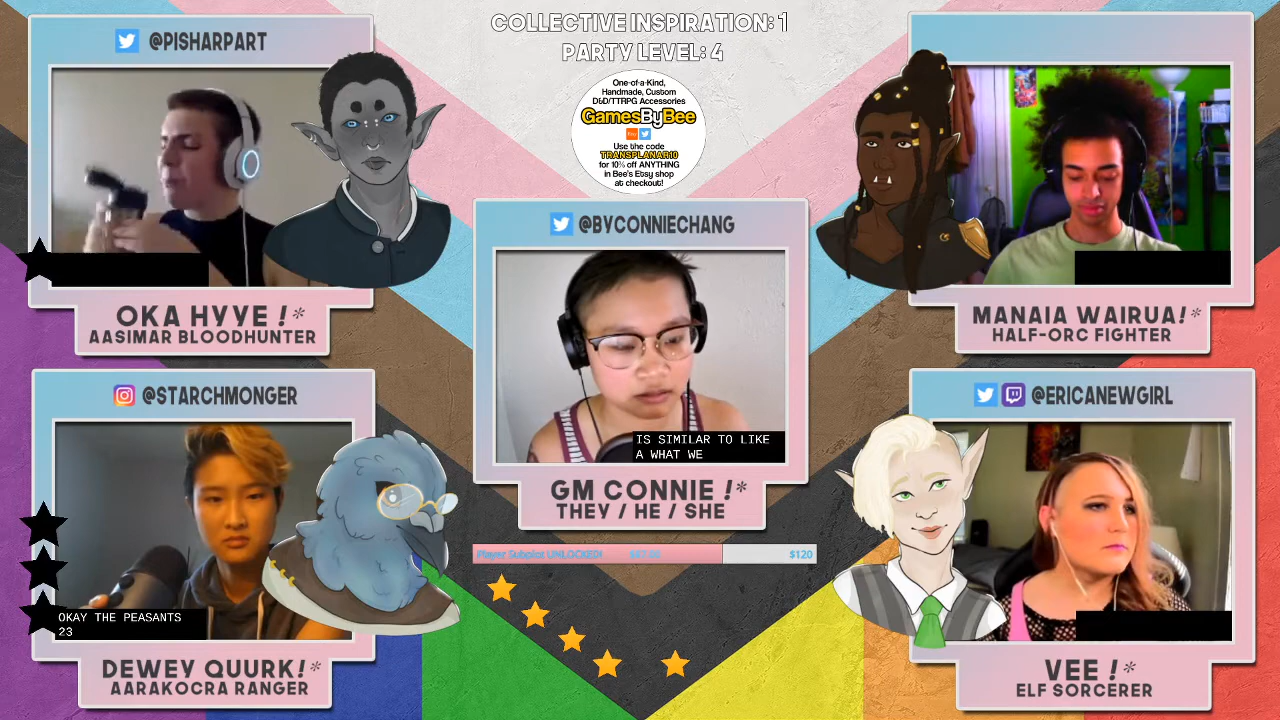 COLLECTIVE INSPIRATION: 1
PARTY LEVEL: 4
@PISHARPART
One-of-a-Kind,
Handmade, Custom
D&D/TTRPG Accessories
GamesByBee
Use the code
TRANSPLANAR10
for 10% off ANYTHING
in Bee's Etsy shop
at checkout!
OKA HYYE !*
AASIMAR BLOODHUNTER
MANAIA WAIRUA!*
HALF-ORC FIGHTER
@BYCONNIECHANG
IS SIMILAR TO LIKE
A WHAT WE
GM CONNIE !*
THEY / HE / SHE
@STARCHMONGER
OKAY THE PEASANTS
23
DEWEY QUURK!*
AARAKOCRA RANGER
@ERICANEWGIRL
VEE !*
ELF SORCERER
Player Subplot UNLOCKED!
$120